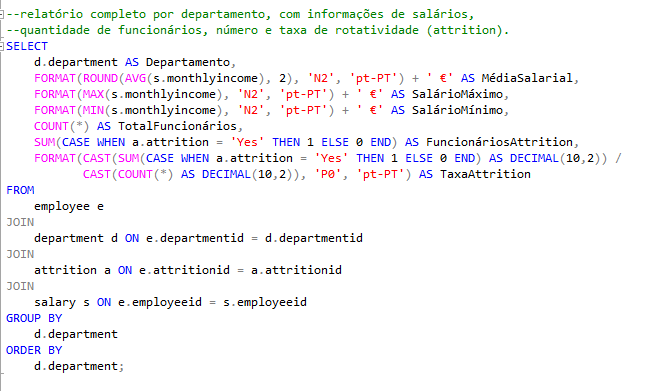 --relatório completo por departamento, com informações de salários,
--quantidade de funcionários, número e taxa de rotatividade (attrition).
SELECT
    d.department AS Departamento,
    FORMAT(ROUND(AVG(s.monthlyincome), 2), 'N2', 'pt-PT') + ' €' AS MédiaSalarial,
    FORMAT(MAX(s.monthlyincome), 'N2', 'pt-PT') + ' €' AS SalárioMáximo,
    FORMAT(MIN(s.monthlyincome), 'N2', 'pt-PT') + ' €' AS SalárioMínimo,
    COUNT(*) AS TotalFuncionários,
    SUM(CASE WHEN a.attrition = 'Yes' THEN 1 ELSE 0 END) AS FuncionáriosAttrition,
    FORMAT(CAST(SUM(CASE WHEN a.attrition = 'Yes' THEN 1 ELSE 0 END) AS DECIMAL(10,2)) /
           CAST(COUNT(*) AS DECIMAL(10,2)), 'P0', 'pt-PT') AS TaxaAttrition
FROM
    employee e
JOIN
    department d ON e.departmentid = d.departmentid
JOIN
    attrition a ON e.attritionid = a.attritionid
JOIN
    salary s ON e.employeeid = s.employeeid
GROUP BY
    d.department
ORDER BY
    d.department;